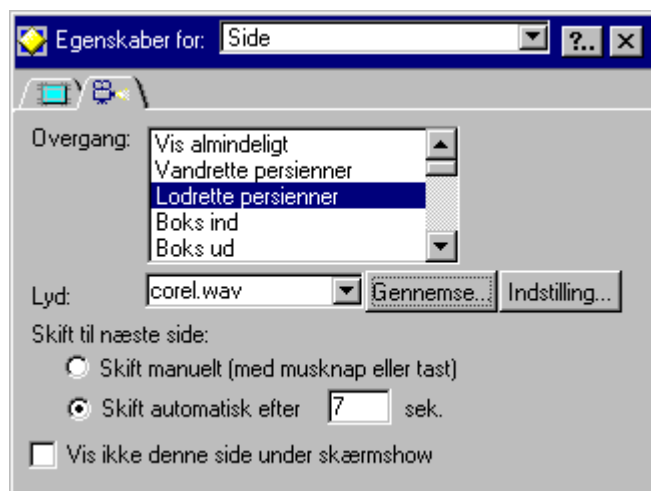 Egenskaber for: Side ?..
Overgang:
Vis almindeligt
Vandrette persienner
Lodrette persienner
Boks ind
Boks ud
Lyd: corel.wav Gennemse... Indstilling...
Skift til næste side:
Skift manuelt (med musknap eller tast)
Skift automatisk efter 7 sek.
Vis ikke denne side under skærmshow